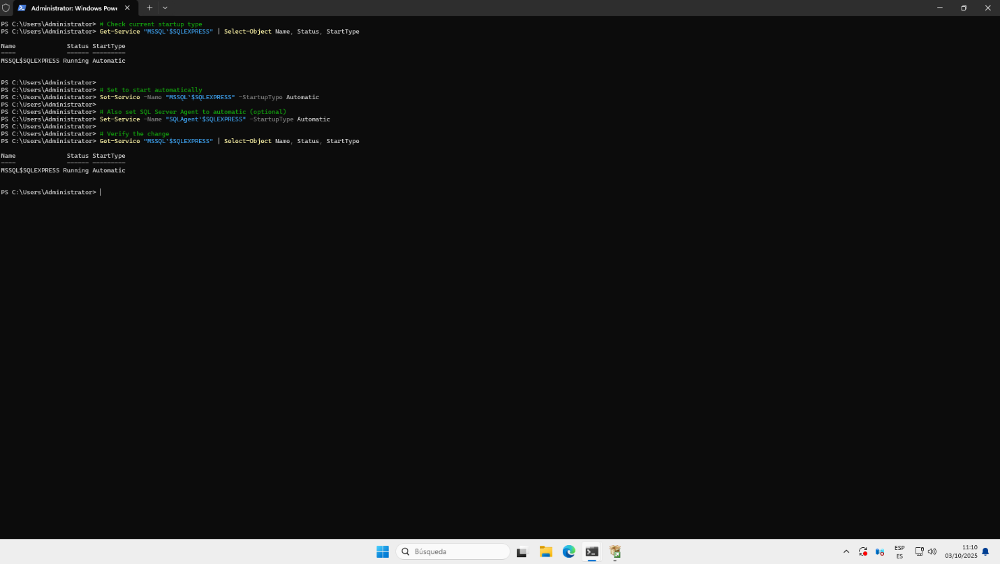 Administrator: Windows Powe
PS C:\Users\Administrator> # Check current startup type
PS C:\Users\Administrator> Get-Service "MSSQL`$SQLEXPRESS" | Select-Object Name, Status, StartType
Name Status StartType
---- ------ ---------
MSSQL$SQLEXPRESS Running Automatic
PS C:\Users\Administrator>
PS C:\Users\Administrator> # Set to start automatically
PS C:\Users\Administrator> Set-Service -Name "MSSQL`$SQLEXPRESS" -StartupType Automatic
PS C:\Users\Administrator>
PS C:\Users\Administrator> # Also set SQL Server Agent to automatic (optional)
PS C:\Users\Administrator> Set-Service -Name "SQLAgent`$SQLEXPRESS" -StartupType Automatic
PS C:\Users\Administrator>
PS C:\Users\Administrator> # Verify the change
PS C:\Users\Administrator> Get-Service "MSSQL`$SQLEXPRESS" | Select-Object Name, Status, StartType
Name Status StartType
---- ------ ---------
MSSQL$SQLEXPRESS Running Automatic
PS C:\Users\Administrator>
Búsqueda
ESP
ES
11:10
03/10/2025